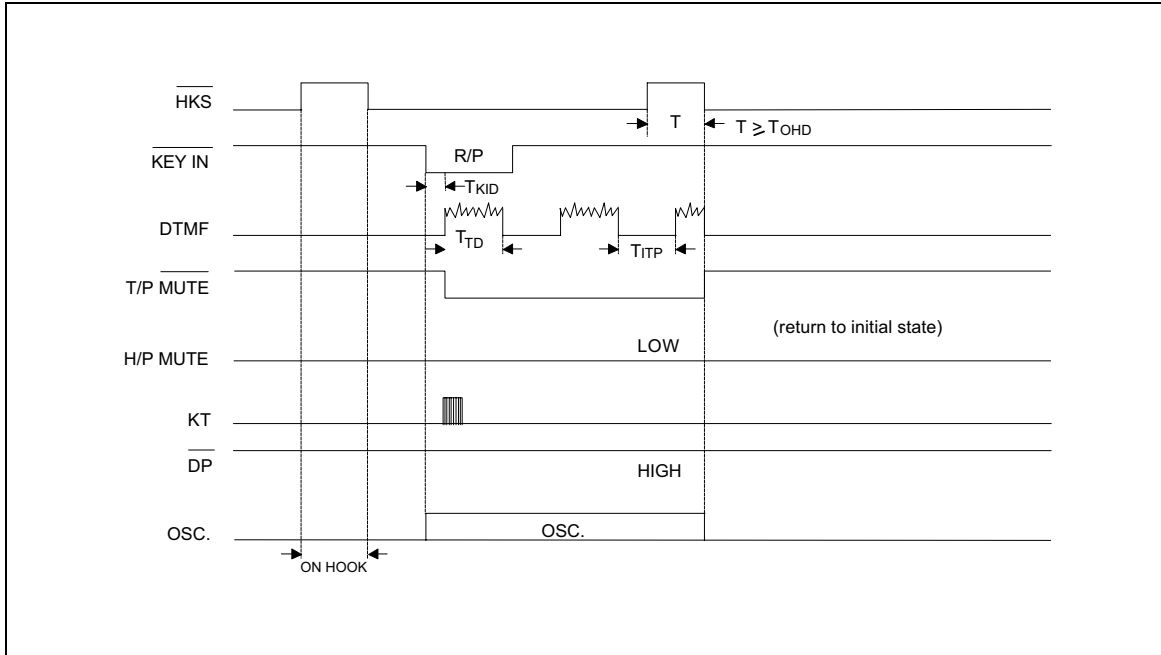 HKS
T
T ≥ TOHD
KEY IN
R/P
TKID
DTMF
TTD
TITP
T/P MUTE
(return to initial state)
LOW
H/P MUTE
KT
DP
HIGH
OSC.
OSC.
ON HOOK